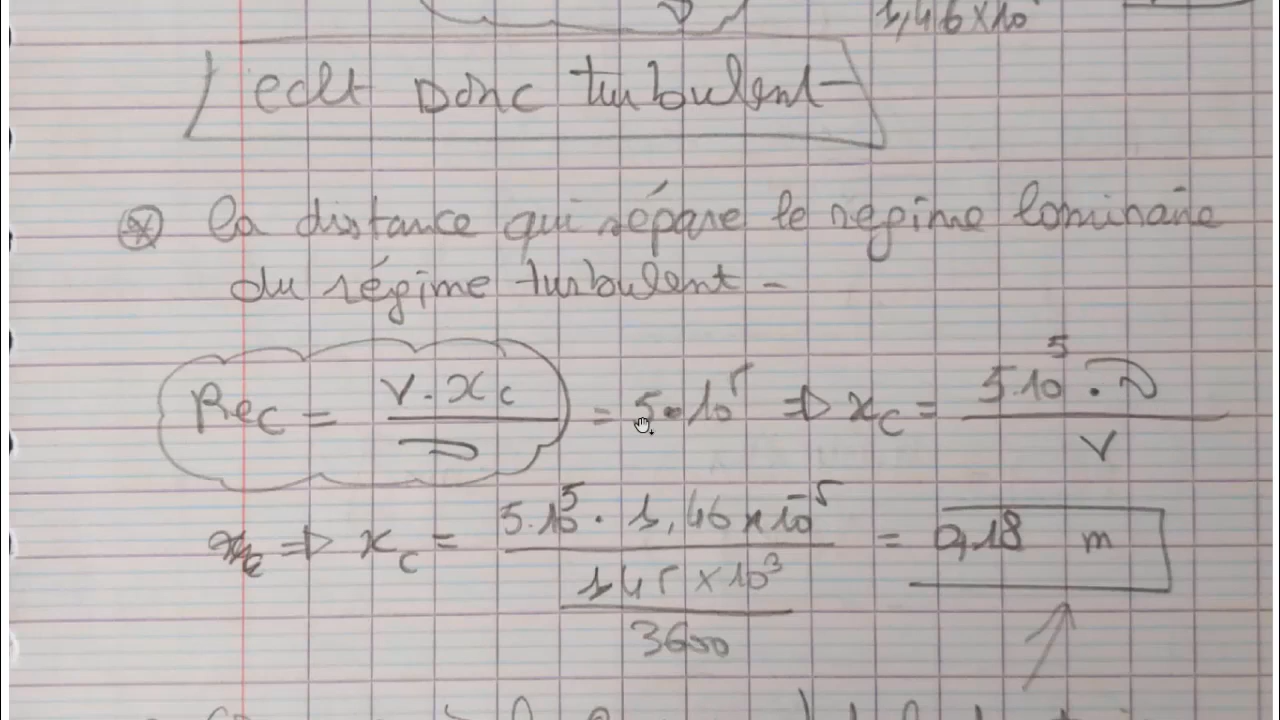 1,46×10
est Donc turbulent-
⊛ la distance qui sépare le régime laminaire
du régime turbulent -
Rec = V.xc / ν = 5.10⁵ ⇒ xc = 5.10⁵ . ν / V
⇒ xc = 5.10⁵ . 1,46×10⁻⁵ / (145×10³ / 3600) = 0,18 m